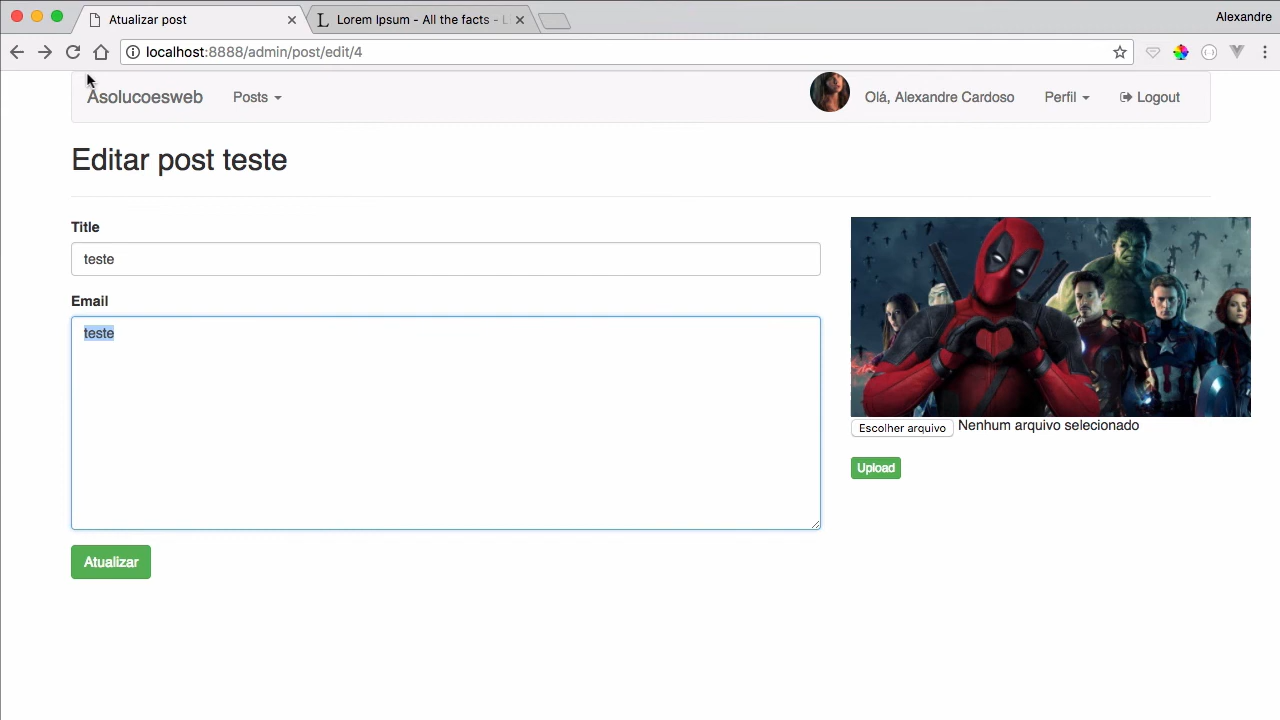 Atualizar post
Lorem Ipsum - All the facts - L
Alexandre
localhost:8888/admin/post/edit/4
Asolucoesweb
Posts
Olá, Alexandre Cardoso
Perfil
Logout
Editar post teste
Title
teste
Email
teste
Escolher arquivo Nenhum arquivo selecionado
Upload
Atualizar